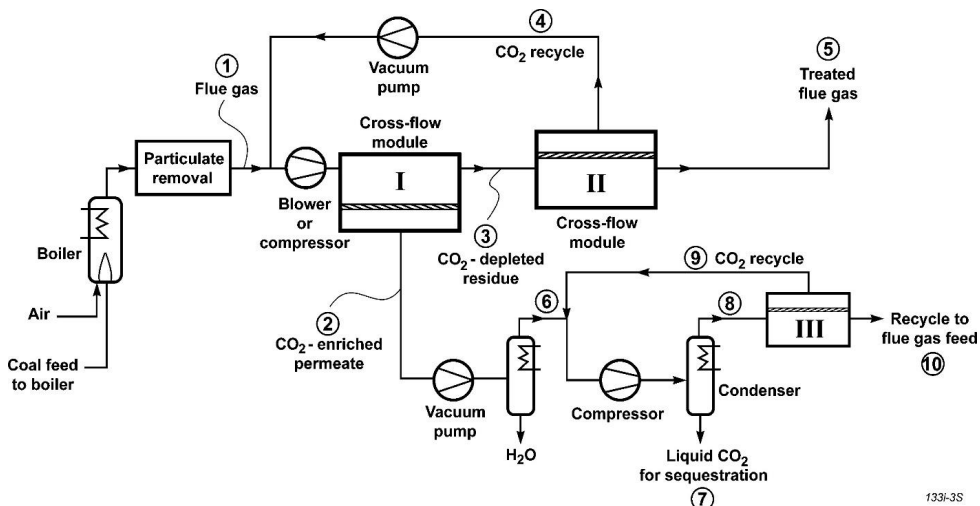 ④
CO₂ recycle
Vacuum
pump
①
Flue gas
⑤
Treated
flue gas
Cross-flow
module
Particulate
removal
I
II
Blower
or
compressor
Cross-flow
module
③
CO₂ - depleted
residue
Boiler
Air
Coal feed
to boiler
②
CO₂ - enriched
permeate
⑨ CO₂ recycle
⑥
⑧
III
Recycle to
flue gas feed
⑩
Vacuum
pump
Compressor
Condenser
H₂O
Liquid CO₂
for sequestration
⑦
133i-3S